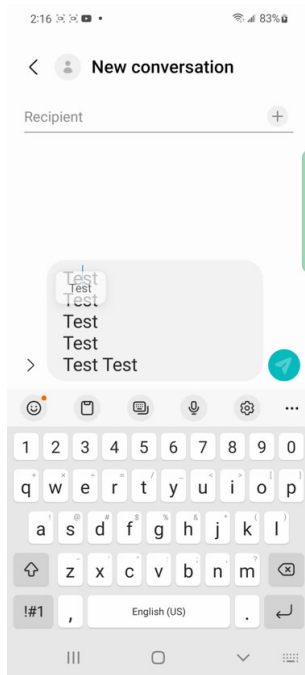 2:16 83%
New conversation
Recipient
Test
Test
Test
Test
Test
Test Test
1 2 3 4 5 6 7 8 9 0
q w e r t y u i o p
a s d f g h j k l
z x c v b n m
!#1 , English (US) .